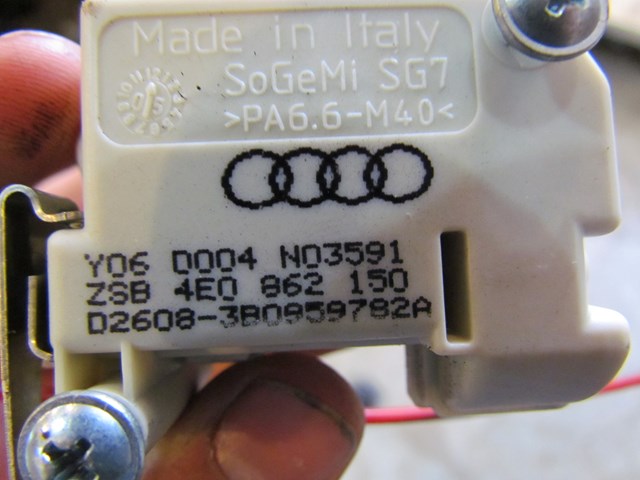 Made in Italy
SoGeMi SG7
>PA6.6-M40<
Y06 D004 N03591
ZSB 4E0 862 150
D2608-3B0959782A